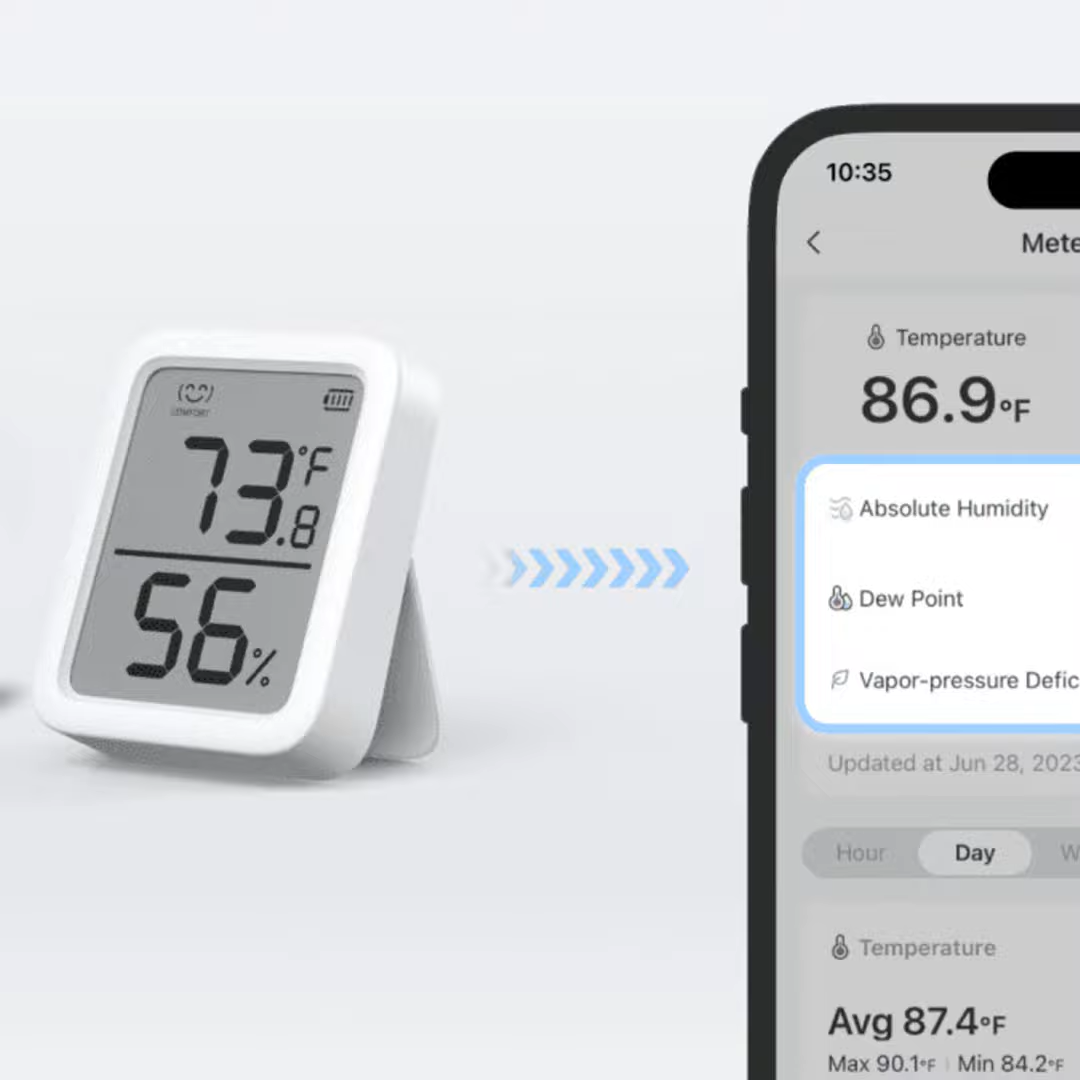 COMFORT
73.8°F
56%
10:35
Mete
Temperature
86.9°F
Absolute Humidity
Dew Point
Vapor-pressure Defic
Updated at Jun 28, 2023
Hour Day W
Temperature
Avg 87.4°F
Max 90.1°F Min 84.2°F